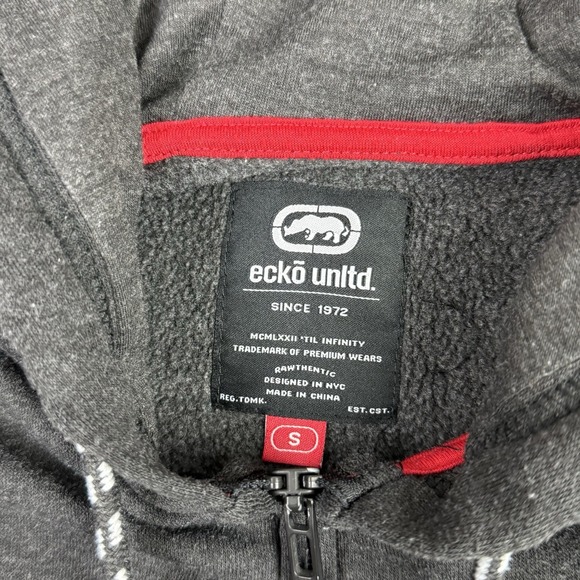 eckō unltd.
SINCE 1972
MCMLXXII 'TIL INFINITY
TRADEMARK OF PREMIUM WEARS
RAWTHENTIC
DESIGNED IN NYC
MADE IN CHINA
REG.TDMK. EST.CST.
S